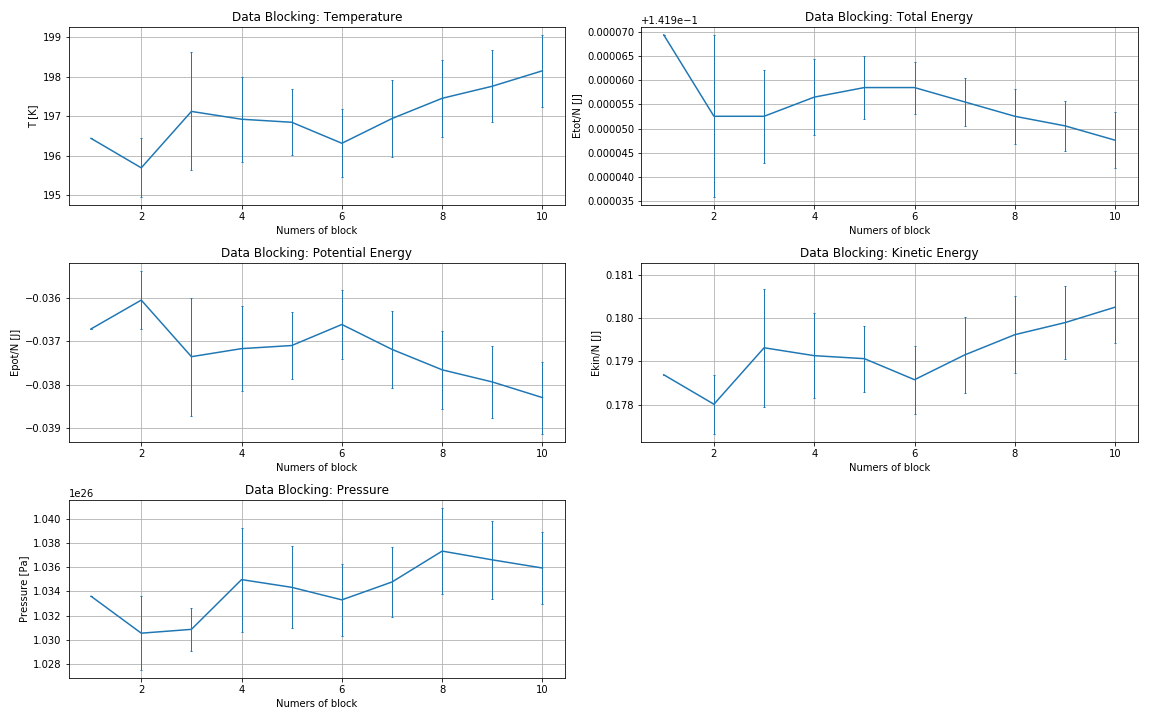 Data Blocking: Temperature
199
198
197
196
195
T [K]
2 4 6 8 10
Numers of block
Data Blocking: Total Energy
+1.419e−1
0.000070
0.000065
0.000060
0.000055
0.000050
0.000045
0.000040
0.000035
Etot/N [J]
2 4 6 8 10
Numers of block
Data Blocking: Potential Energy
−0.036
−0.037
−0.038
−0.039
Epot/N [J]
2 4 6 8 10
Numers of block
Data Blocking: Kinetic Energy
0.181
0.180
0.179
0.178
Ekin/N [J]
2 4 6 8 10
Numers of block
Data Blocking: Pressure
1e26
1.040
1.038
1.036
1.034
1.032
1.030
1.028
Pressure [Pa]
2 4 6 8 10
Numers of block